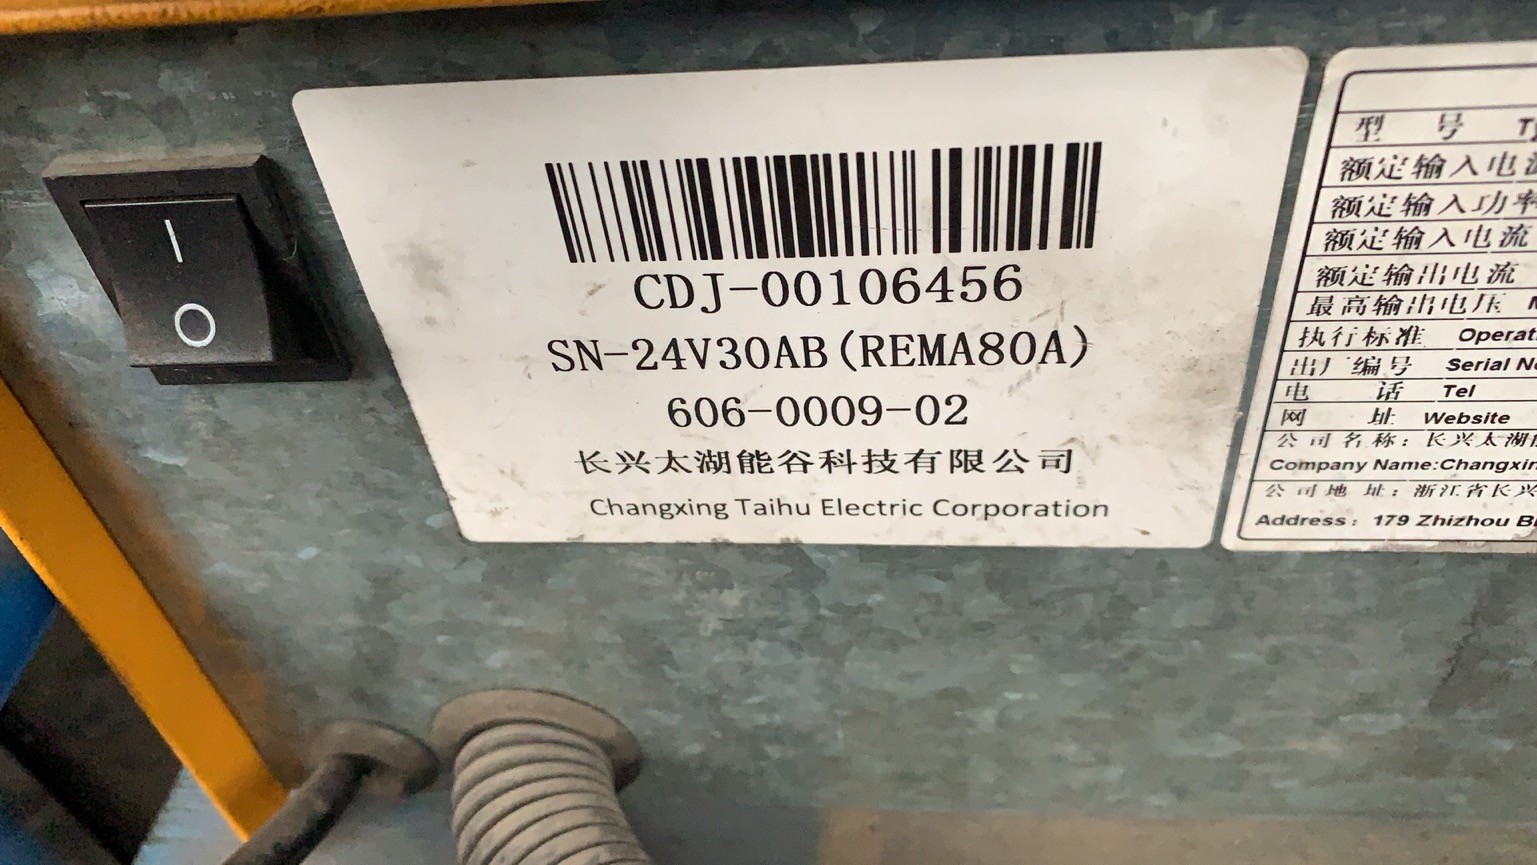 CDJ-00106456
SN-24V30AB(REMA80A)
606-0009-02
长兴太湖能谷科技有限公司
Changxing Taihu Electric Corporation
型 号
额定输入电
额定输入功率
额定输入电流
额定输出电流
最高输出电压
执行标准
出厂编号 Serial
电 话 Tel
网 址 Website
公司名称：长兴太湖
Company Name:
公司地址：浙江省长兴
Address：179 Zhizhou